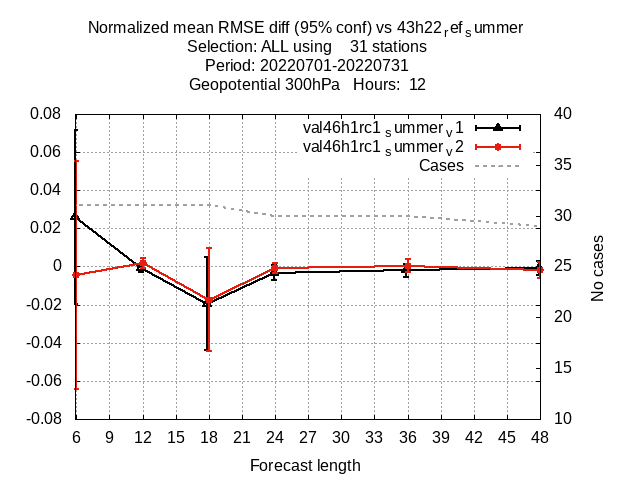 Normalized mean RMSE diff (95% conf) vs 43h22refsummer
Selection: ALL using 31 stations
Period: 20220701-20220731
Geopotential 300hPa Hours: 12
val46h1rc1summerv1
val46h1rc1summerv2
Cases
0.08
0.06
0.04
0.02
0
-0.02
-0.04
-0.06
-0.08
40
35
30
25
20
15
10
No cases
6 9 12 15 18 21 24 27 30 33 36 39 42 45 48
Forecast length